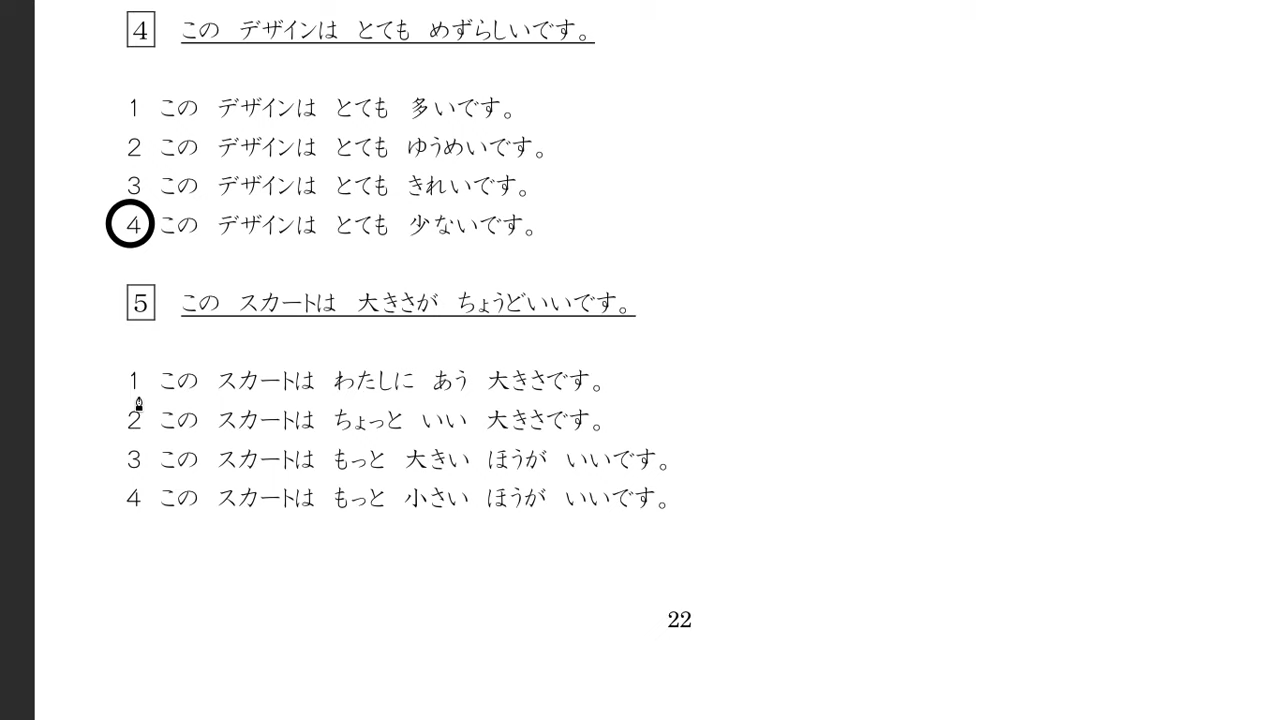 4 この デザインは とても めずらしいです。
1 この デザインは とても 多いです。
2 この デザインは とても ゆうめいです。
3 この デザインは とても きれいです。
4 この デザインは とても 少ないです。
5 この スカートは 大きさが ちょうどいいです。
1 この スカートは わたしに あう 大きさです。
2 この スカートは ちょっと いい 大きさです。
3 この スカートは もっと 大きい ほうが いいです。
4 この スカートは もっと 小さい ほうが いいです。
22